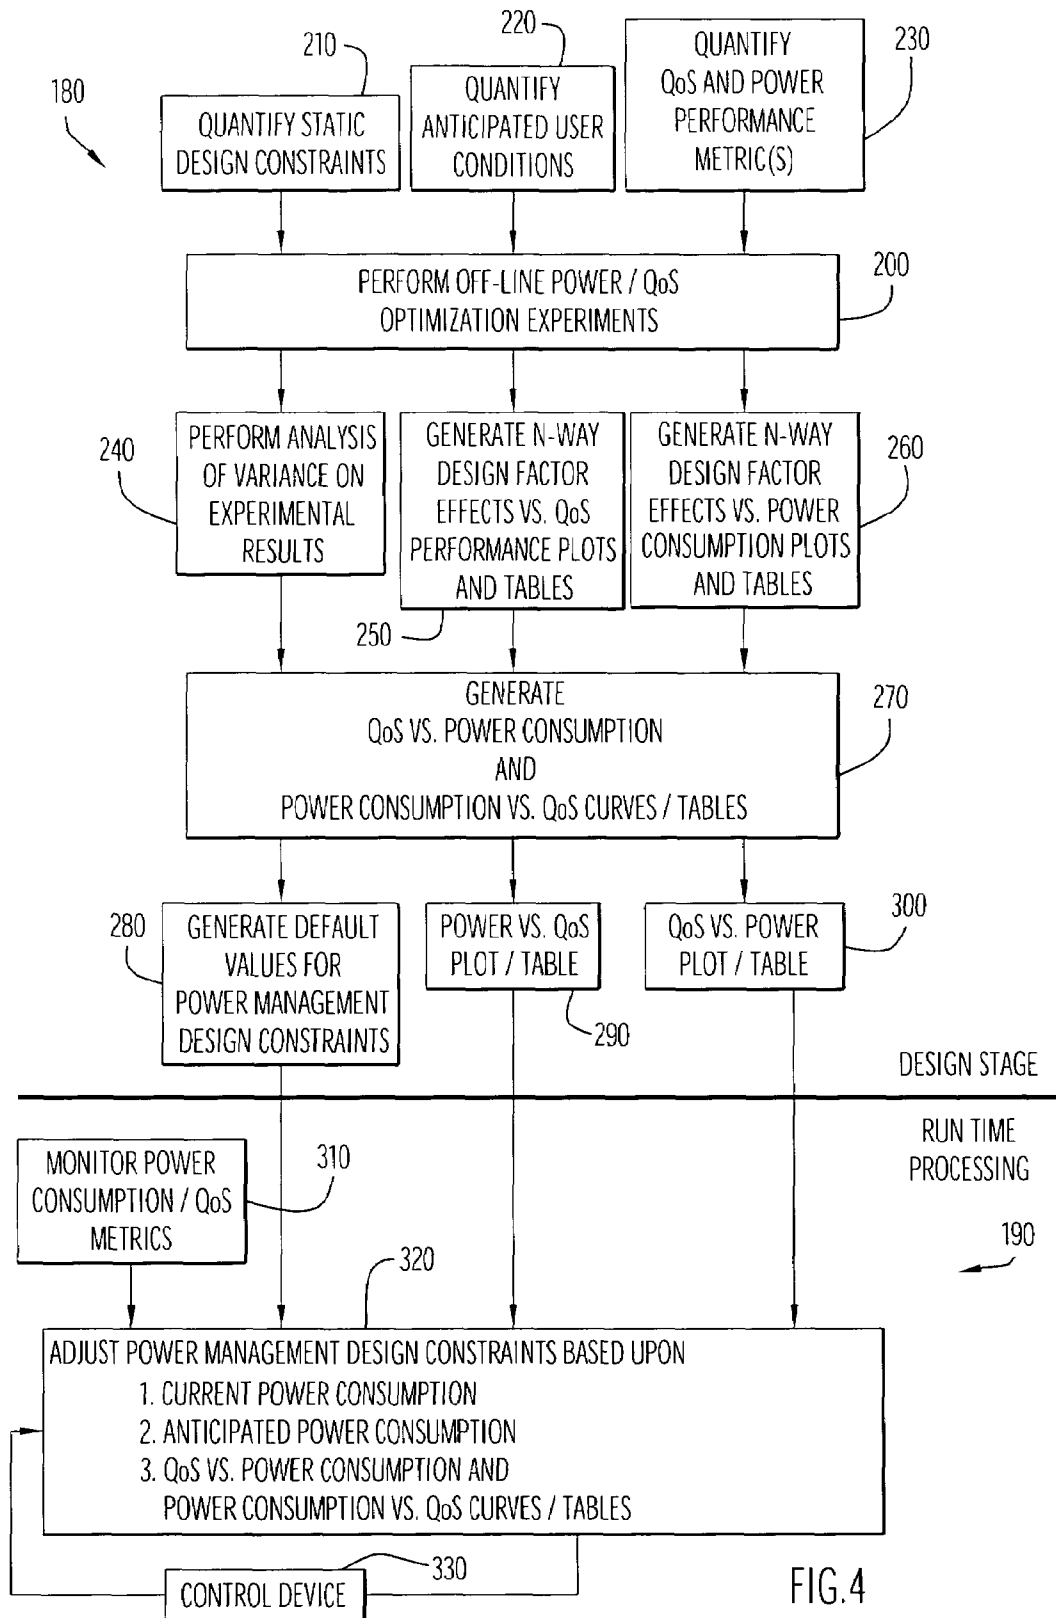 180
210
QUANTIFY STATIC
DESIGN CONSTRAINTS
220
QUANTIFY
ANTICIPATED USER
CONDITIONS
230
QUANTIFY
QoS AND POWER
PERFORMANCE
METRIC(S)
PERFORM OFF-LINE POWER / QoS
OPTIMIZATION EXPERIMENTS
200
240
PERFORM ANALYSIS
OF VARIANCE ON
EXPERIMENTAL
RESULTS
GENERATE N-WAY
DESIGN FACTOR
EFFECTS VS. QoS
PERFORMANCE PLOTS
AND TABLES
250
GENERATE N-WAY
DESIGN FACTOR
EFFECTS VS. POWER
CONSUMPTION PLOTS
AND TABLES
260
GENERATE
QoS VS. POWER CONSUMPTION
AND
POWER CONSUMPTION VS. QoS CURVES / TABLES
270
280
GENERATE DEFAULT
VALUES FOR
POWER MANAGEMENT
DESIGN CONSTRAINTS
POWER VS. QoS
PLOT / TABLE
290
QoS VS. POWER
PLOT / TABLE
300
DESIGN STAGE
RUN TIME
PROCESSING
190
MONITOR POWER
CONSUMPTION / QoS
METRICS
310
320
ADJUST POWER MANAGEMENT DESIGN CONSTRAINTS BASED UPON
1. CURRENT POWER CONSUMPTION
2. ANTICIPATED POWER CONSUMPTION
3. QoS VS. POWER CONSUMPTION AND
POWER CONSUMPTION VS. QoS CURVES / TABLES
330
CONTROL DEVICE
FIG.4